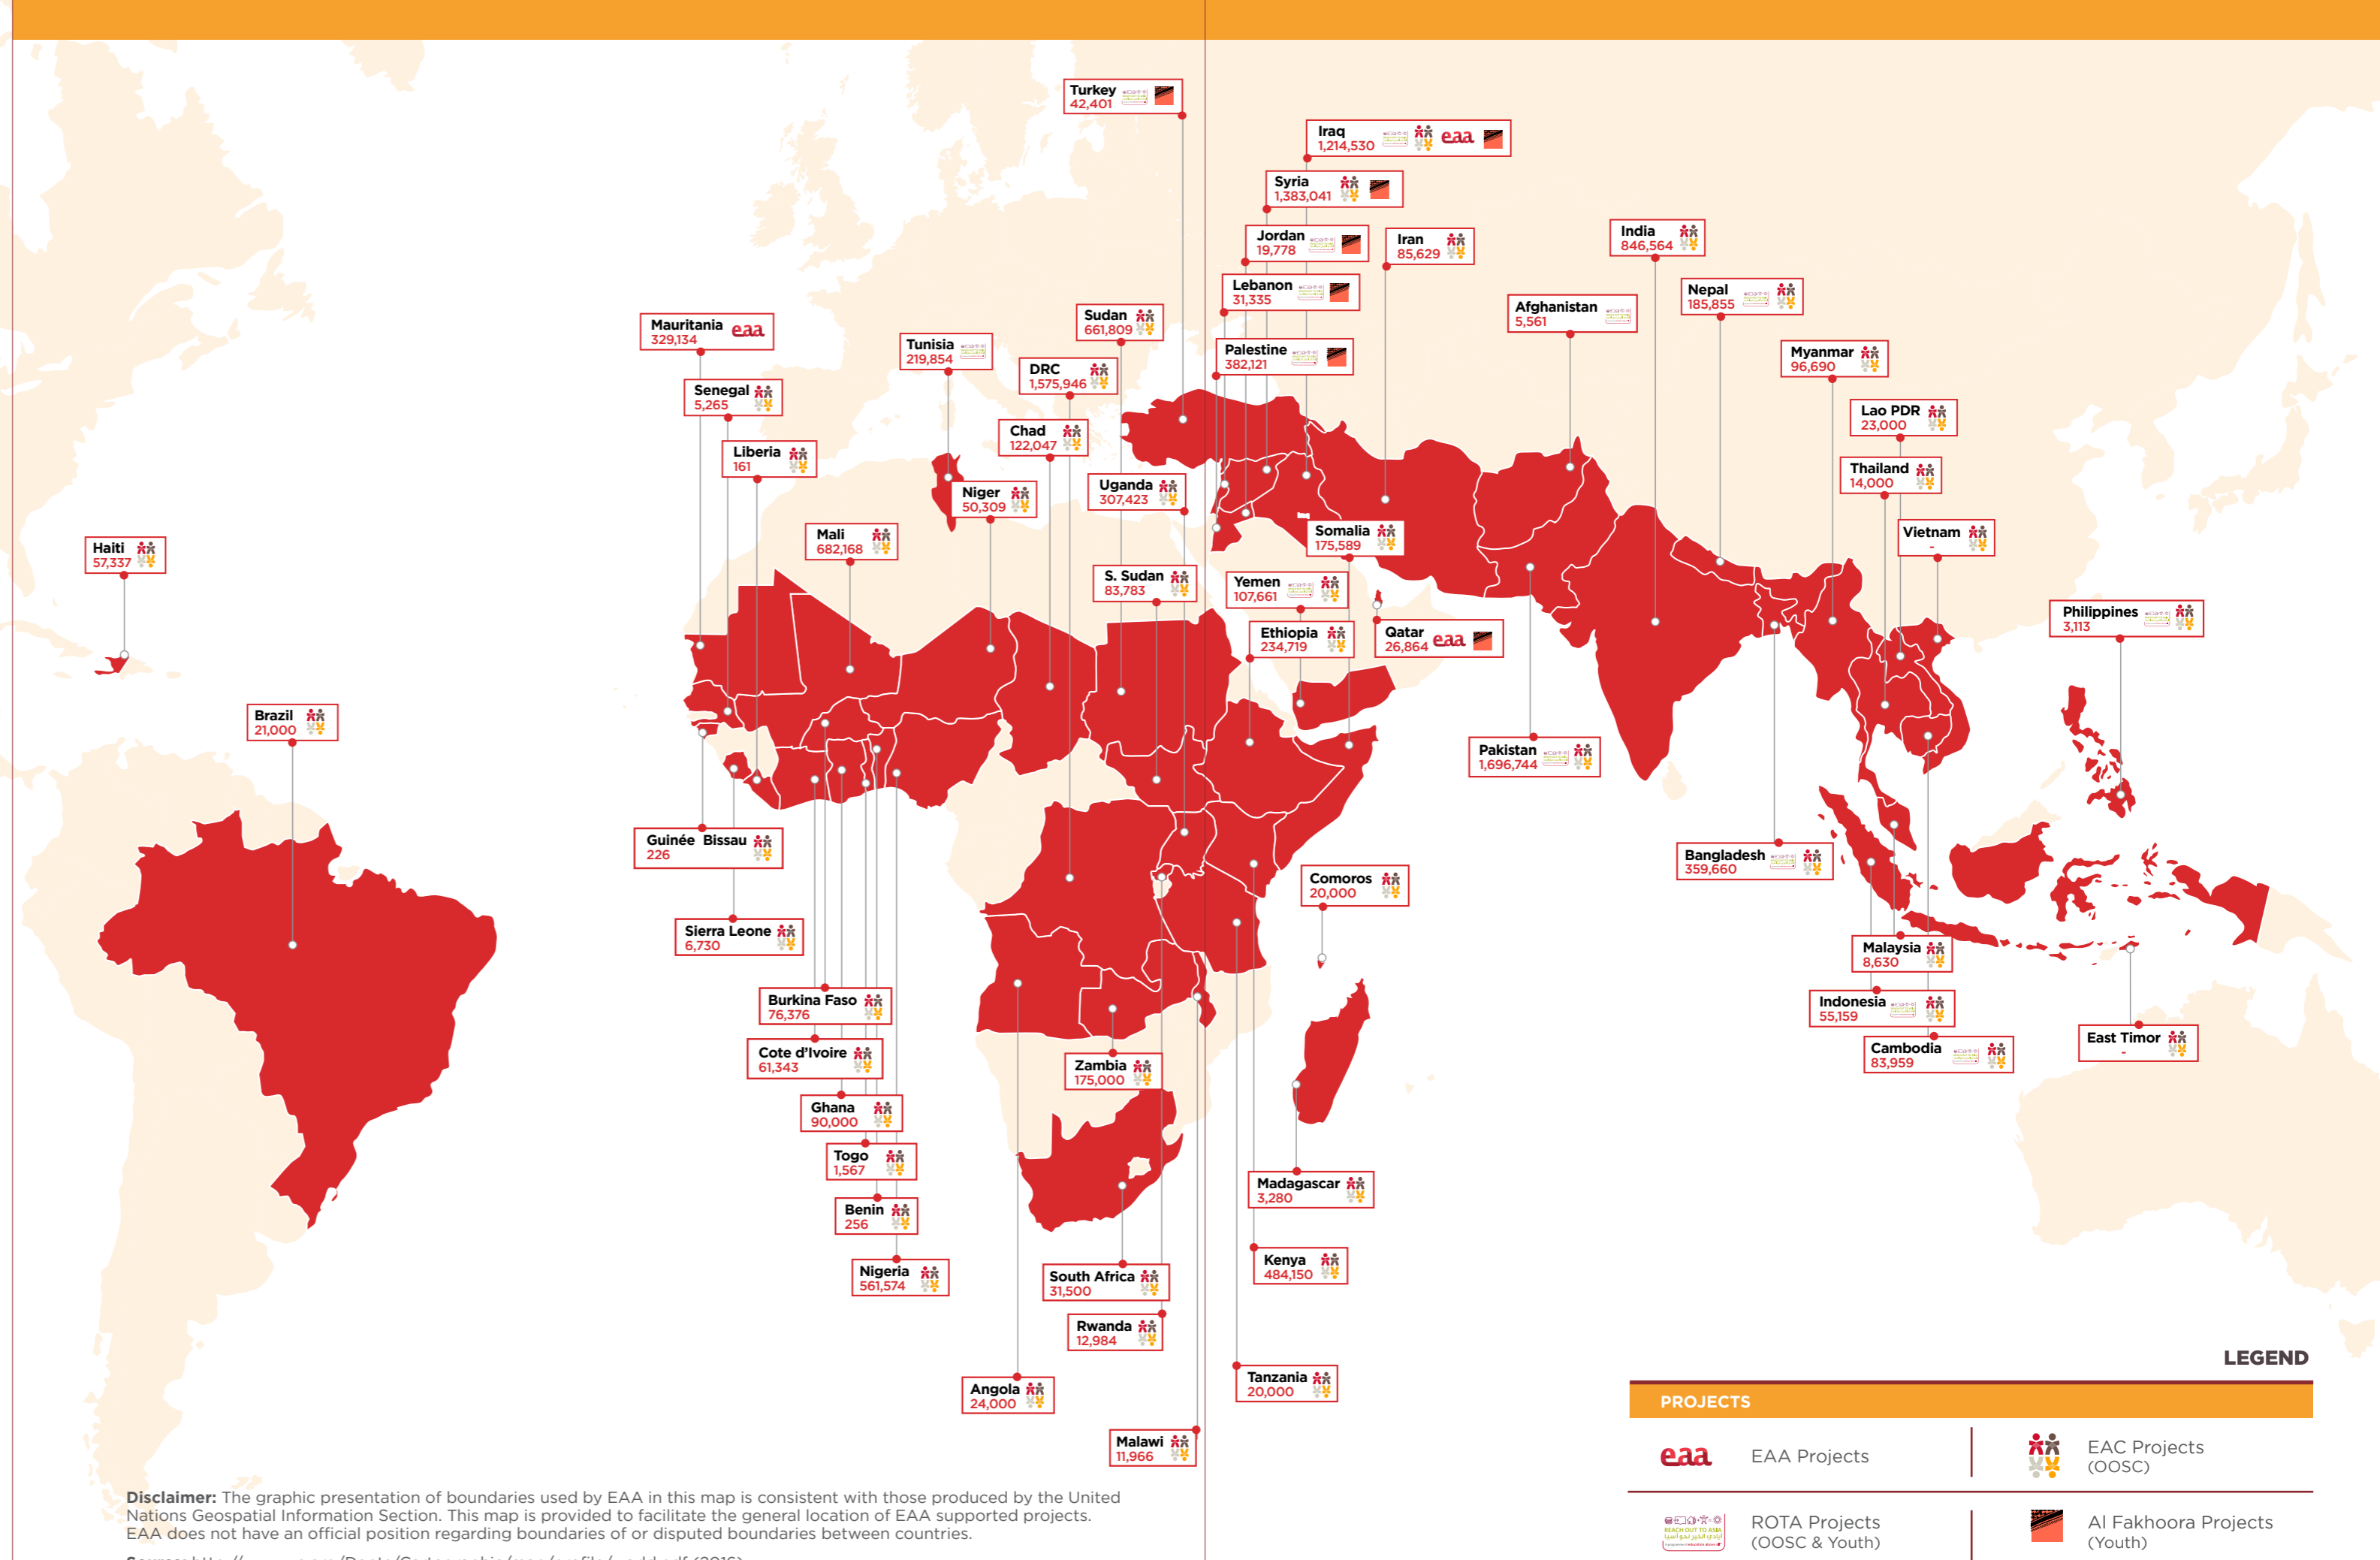 Turkey
42,401
Iraq
1,214,530
eaa
Syria
1,383,041
Jordan
19,778
Iran
85,629
Lebanon
31,335
Palestine
382,121
India
846,564
Nepal
185,855
Afghanistan
5,561
Myanmar
96,690
Lao PDR
23,000
Thailand
14,000
Vietnam
-
Philippines
3,113
Mauritania
329,134
eaa
Senegal
5,265
Liberia
161
Tunisia
219,854
Sudan
661,809
DRC
1,575,946
Chad
122,047
Niger
50,309
Uganda
307,423
Mali
682,168
S. Sudan
83,783
Somalia
175,589
Yemen
107,661
Ethiopia
234,719
Qatar
26,864
eaa
Haiti
57,337
Brazil
21,000
Pakistan
1,696,744
Bangladesh
359,660
Guinée Bissau
226
Sierra Leone
6,730
Comoros
20,000
Malaysia
8,630
Indonesia
55,159
Cambodia
83,959
East Timor
-
Burkina Faso
76,376
Cote d'Ivoire
61,343
Ghana
90,000
Togo
1,567
Benin
256
Nigeria
561,574
Zambia
175,000
Madagascar
3,280
Kenya
484,150
South Africa
31,500
Rwanda
12,984
Angola
24,000
Tanzania
20,000
Malawi
11,966
LEGEND
PROJECTS
eaa
EAA Projects
EAC Projects
(OOSC)
REACH OUT TO ASIA
أيادي الخير نحو آسيا
ROTA Projects
(OOSC & Youth)
Al Fakhoora Projects
(Youth)
Disclaimer: The graphic presentation of boundaries used by EAA in this map is consistent with those produced by the United
Nations Geospatial Information Section. This map is provided to facilitate the general location of EAA supported projects.
EAA does not have an official position regarding boundaries of or disputed boundaries between countries.